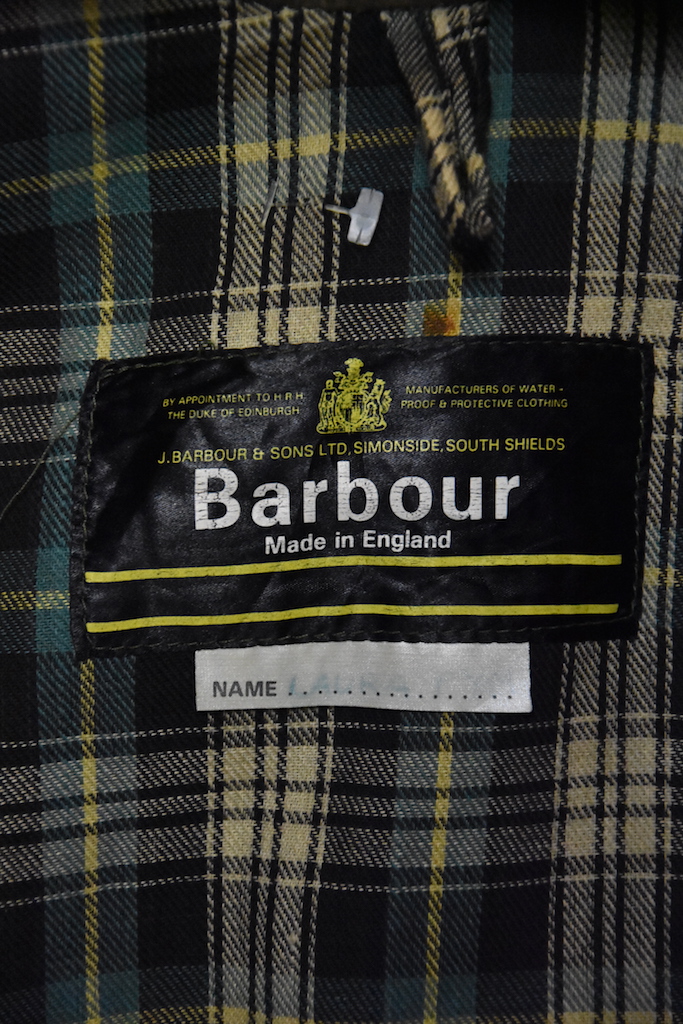 BY APPOINTMENT TO H R H
THE DUKE OF EDINBURGH
MANUFACTURERS OF WATER -
PROOF & PROTECTIVE CLOTHING
J. BARBOUR & SONS LTD, SIMONSIDE, SOUTH SHIELDS
Barbour
Made in England
NAME